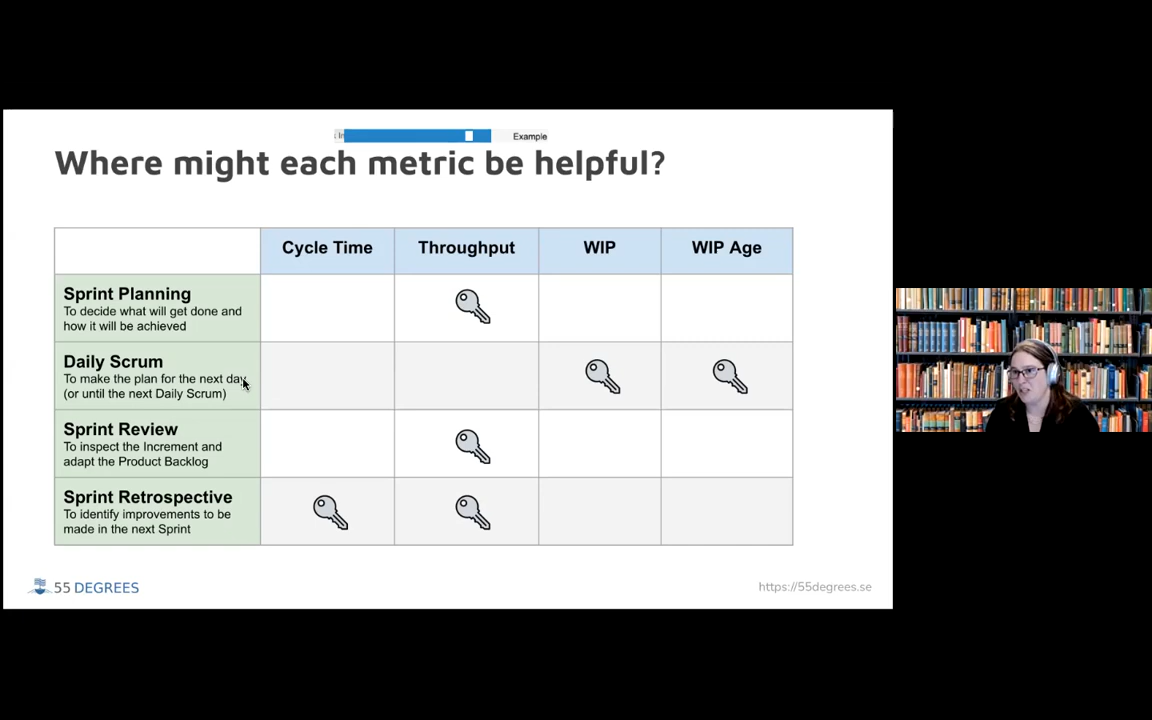 Example
Where might each metric be helpful?
Cycle Time Throughput WIP WIP Age
Sprint Planning
To decide what will get done and
how it will be achieved
Daily Scrum
To make the plan for the next day
(or until the next Daily Scrum)
Sprint Review
To inspect the Increment and
adapt the Product Backlog
Sprint Retrospective
To identify improvements to be
made in the next Sprint
55 DEGREES
https://55degrees.se